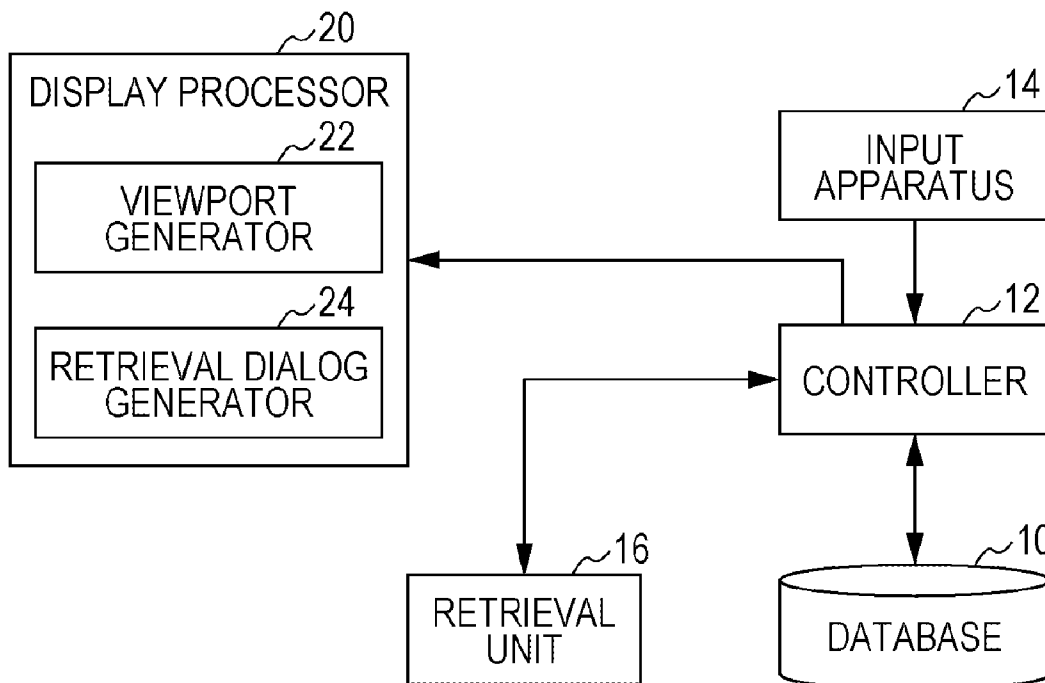 20
DISPLAY PROCESSOR
22
VIEWPORT
GENERATOR
24
RETRIEVAL DIALOG
GENERATOR
14
INPUT
APPARATUS
12
CONTROLLER
16
RETRIEVAL
UNIT
10
DATABASE